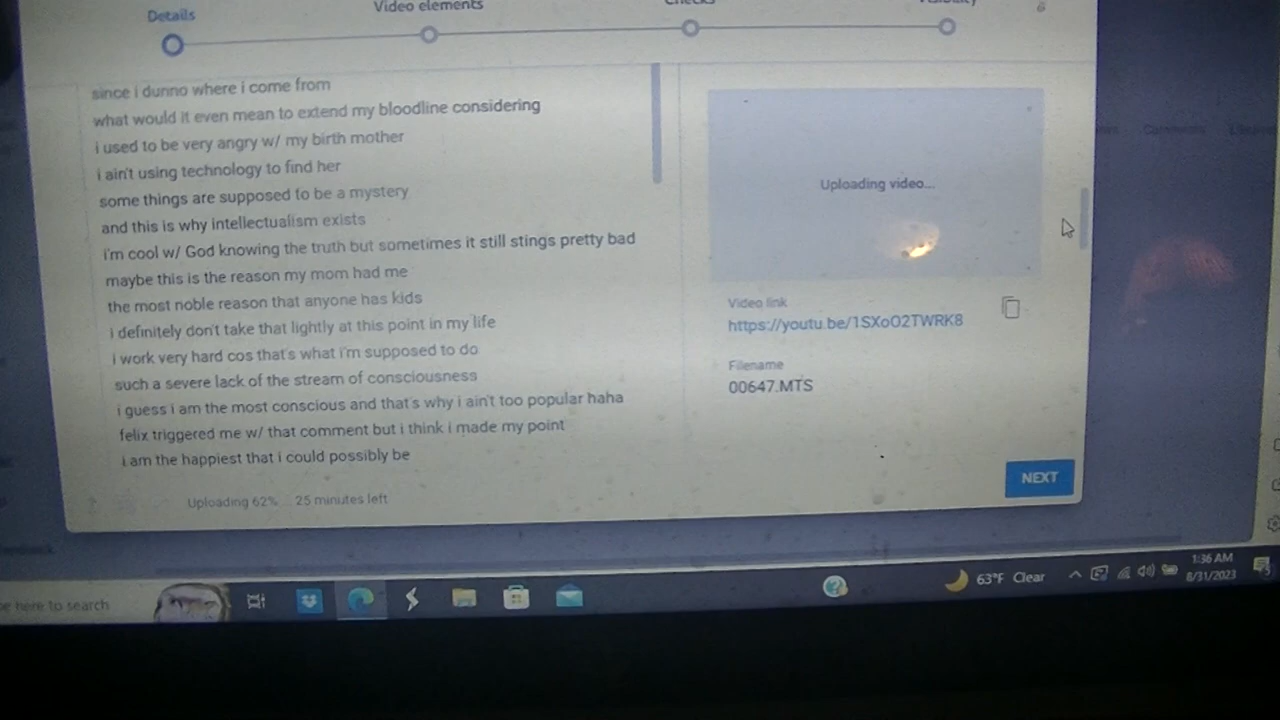 Details
Video elements
since i dunno where i come from
what would it even mean to extend my bloodline considering
i used to be very angry w/ my birth mother
i ain't using technology to find her
some things are supposed to be a mystery
and this is why intellectualism exists
i'm cool w/ God knowing the truth but sometimes it still stings pretty bad
maybe this is the reason my mom had me
the most noble reason that anyone has kids
i definitely don't take that lightly at this point in my life
i work very hard cos that's what i'm supposed to do
such a severe lack of the stream of consciousness
i guess i am the most conscious and that's why i ain't too popular haha
felix triggered me w/ that comment but i think i made my point
i am the happiest that i could possibly be
Uploading 62% ... 25 minutes left
Uploading video...
Video link
https://youtu.be/1SXoO2TWRK8
Filename
00647.MTS
NEXT
Comments
here to search
63°F Clear
1:36 AM
8/31/2023